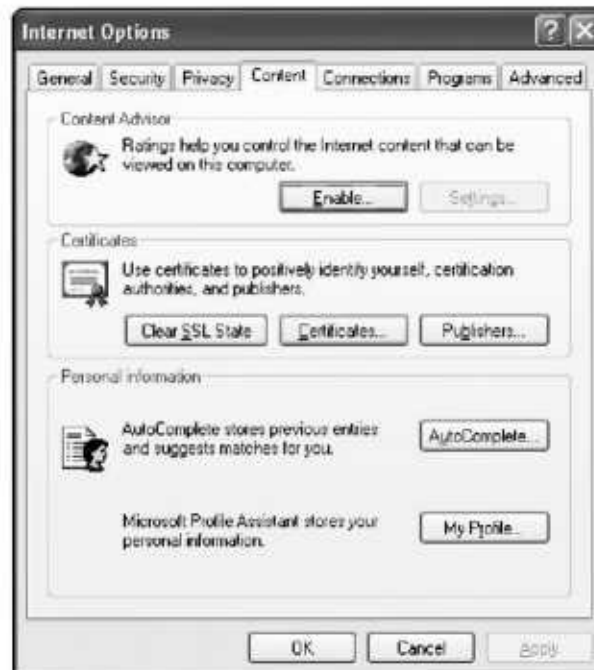 Internet Options
General Security Privacy Content Connections Programs Advanced
Content Advisor
Ratings help you control the Internet content that can be
viewed on this computer.
Enable... Settings...
Certificates
Use certificates to positively identify yourself, certification
authorities, and publishers.
Clear SSL State Certificates... Publishers...
Personal information
AutoComplete stores previous entries
and suggests matches for you.
AutoComplete...
Microsoft Profile Assistant stores your
personal information.
My Profile...
OK Cancel Apply